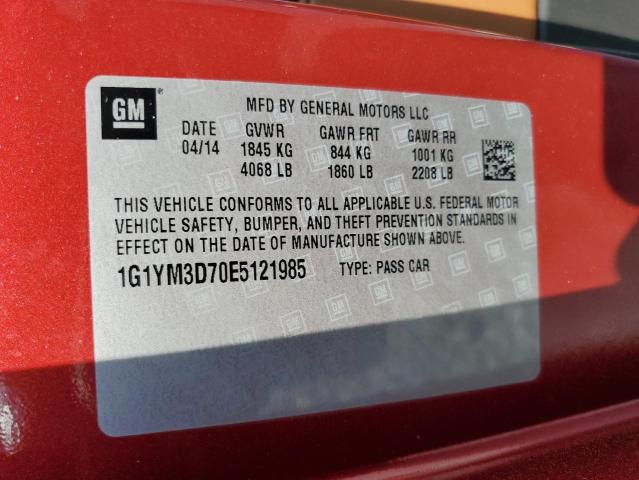 GM ®
MFD BY GENERAL MOTORS LLC
DATE GVWR GAWR FRT GAWR RR
04/14 1845 KG 844 KG 1001 KG
4068 LB 1860 LB 2208 LB
THIS VEHICLE CONFORMS TO ALL APPLICABLE U.S. FEDERAL MOTOR
VEHICLE SAFETY, BUMPER, AND THEFT PREVENTION STANDARDS IN
EFFECT ON THE DATE OF MANUFACTURE SHOWN ABOVE.
1G1YM3D70E5121985 TYPE: PASS CAR